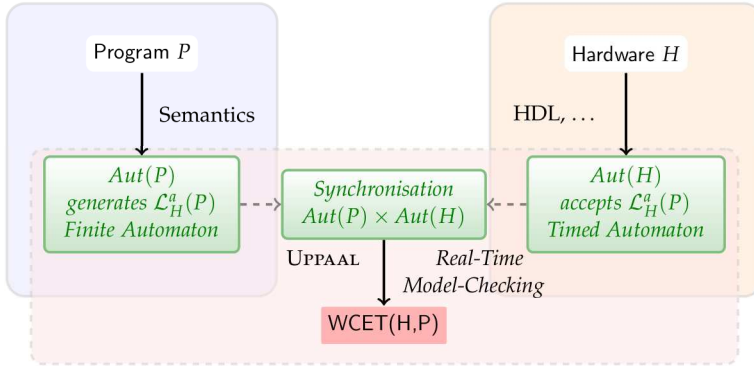 Program P
Hardware H
Semantics
HDL, …
Aut(P)
generates ℒ^a_H(P)
Finite Automaton
Synchronisation
Aut(P) × Aut(H)
Aut(H)
accepts ℒ^a_H(P)
Timed Automaton
UPPAAL
Real-Time
Model-Checking
WCET(H,P)